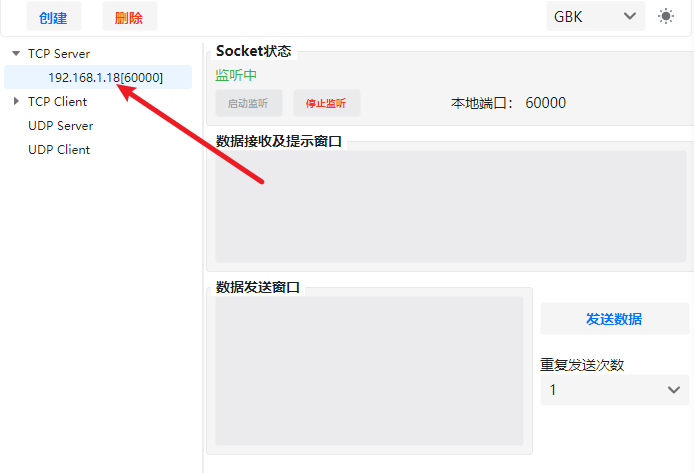 创建
删除
GBK
TCP Server
192.168.1.18[60000]
TCP Client
UDP Server
UDP Client
Socket状态
监听中
启动监听
停止监听
本地端口： 60000
数据接收及提示窗口
数据发送窗口
发送数据
重复发送次数
1